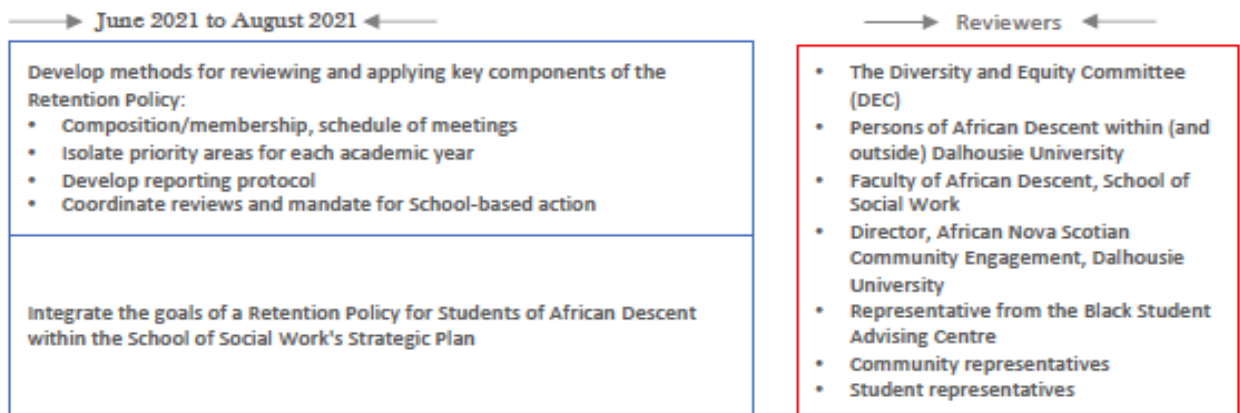 June 2021 to August 2021
Develop methods for reviewing and applying key components of the
Retention Policy:
• Composition/membership, schedule of meetings
• Isolate priority areas for each academic year
• Develop reporting protocol
• Coordinate reviews and mandate for School-based action
Integrate the goals of a Retention Policy for Students of African Descent
within the School of Social Work's Strategic Plan
Reviewers
• The Diversity and Equity Committee
(DEC)
• Persons of African Descent within (and
outside) Dalhousie University
• Faculty of African Descent, School of
Social Work
• Director, African Nova Scotian
Community Engagement, Dalhousie
University
• Representative from the Black Student
Advising Centre
• Community representatives
• Student representatives